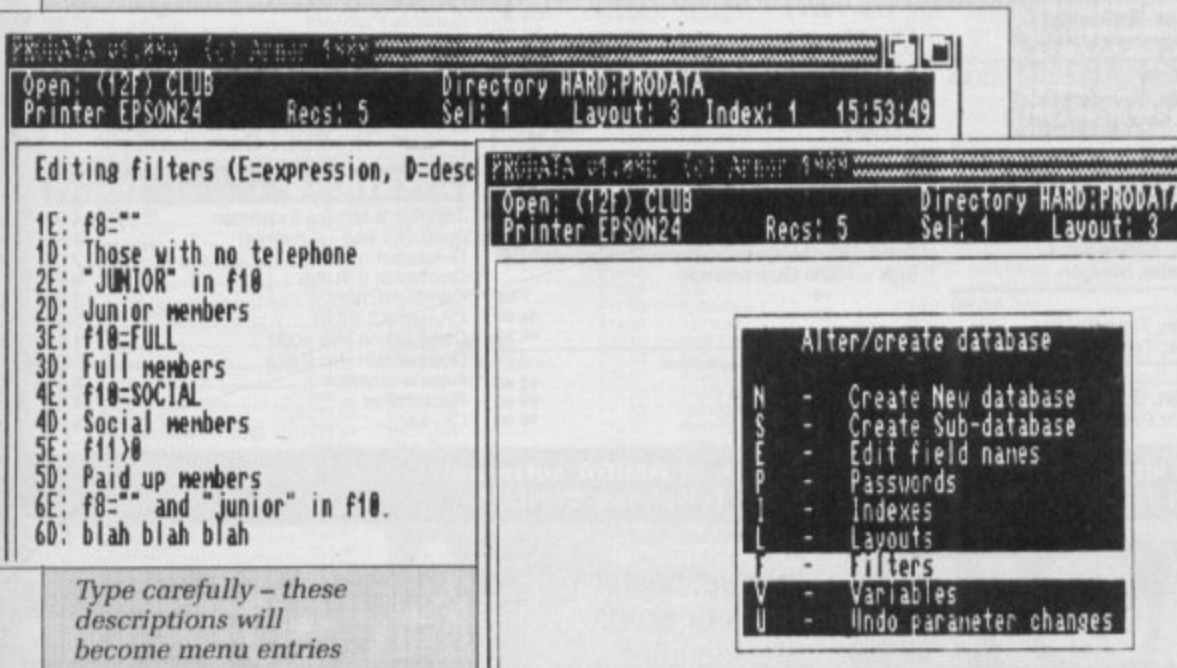 Open: (12F) CLUB Directory HARD:PRODATA
Printer EPSON24 Recs: 5 Sel: 1 Layout: 3 Index: 1 15:53:49
Editing filters (E=expression, D=desc
1E: f8=""
1D: Those with no telephone
2E: "JUNIOR" in f10
2D: Junior members
3E: f10=FULL
3D: Full members
4E: f10=SOCIAL
4D: Social members
5E: f11)0
5D: Paid up members
6E: f8="" and "junior" in f10.
6D: blah blah blah
Type carefully – these
descriptions will
become menu entries
Open: (12F) CLUB Directory HARD:PRODATA
Printer EPSON24 Recs: 5 Sel: 1 Layout: 3
Alter/create database
N - Create New database
S - Create Sub-database
E - Edit field names
P - Passwords
I - Indexes
L - Layouts
F - Filters
V - Variables
U - Undo parameter changes